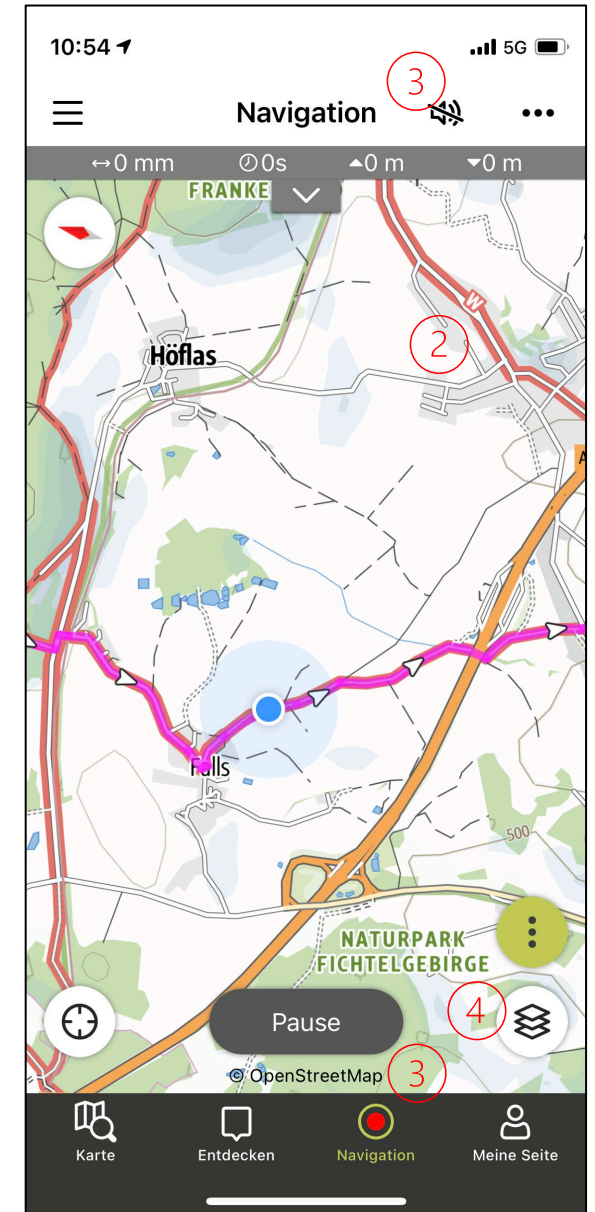 10:54
5G
3
Navigation
0 mm 0s 0 m 0 m
FRANKE
W
2
Höflas
A
Falls
500
NATURPARK
FICHTELGEBIRGE
4
Pause
© OpenStreetMap 3
Karte Entdecken Navigation Meine Seite